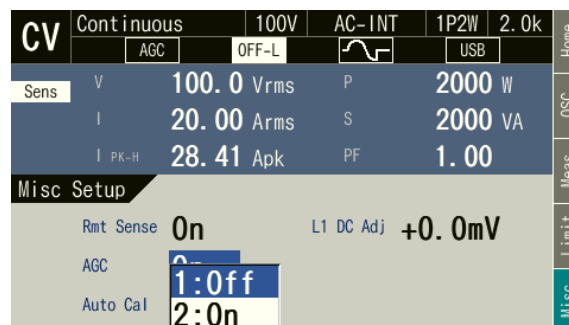 CV Continuous 100V AC-INT 1P2W 2.0k
AGC OFF-L USB
Sens
V 100.0 Vrms P 2000 W
I 20.00 Arms S 2000 VA
I PK-H 28.41 Apk PF 1.00
Misc Setup
Rmt Sense On L1 DC Adj +0.0mV
AGC On
1:Off
Auto Cal 2:On
Home
OSC
Meas
Limit
Misc